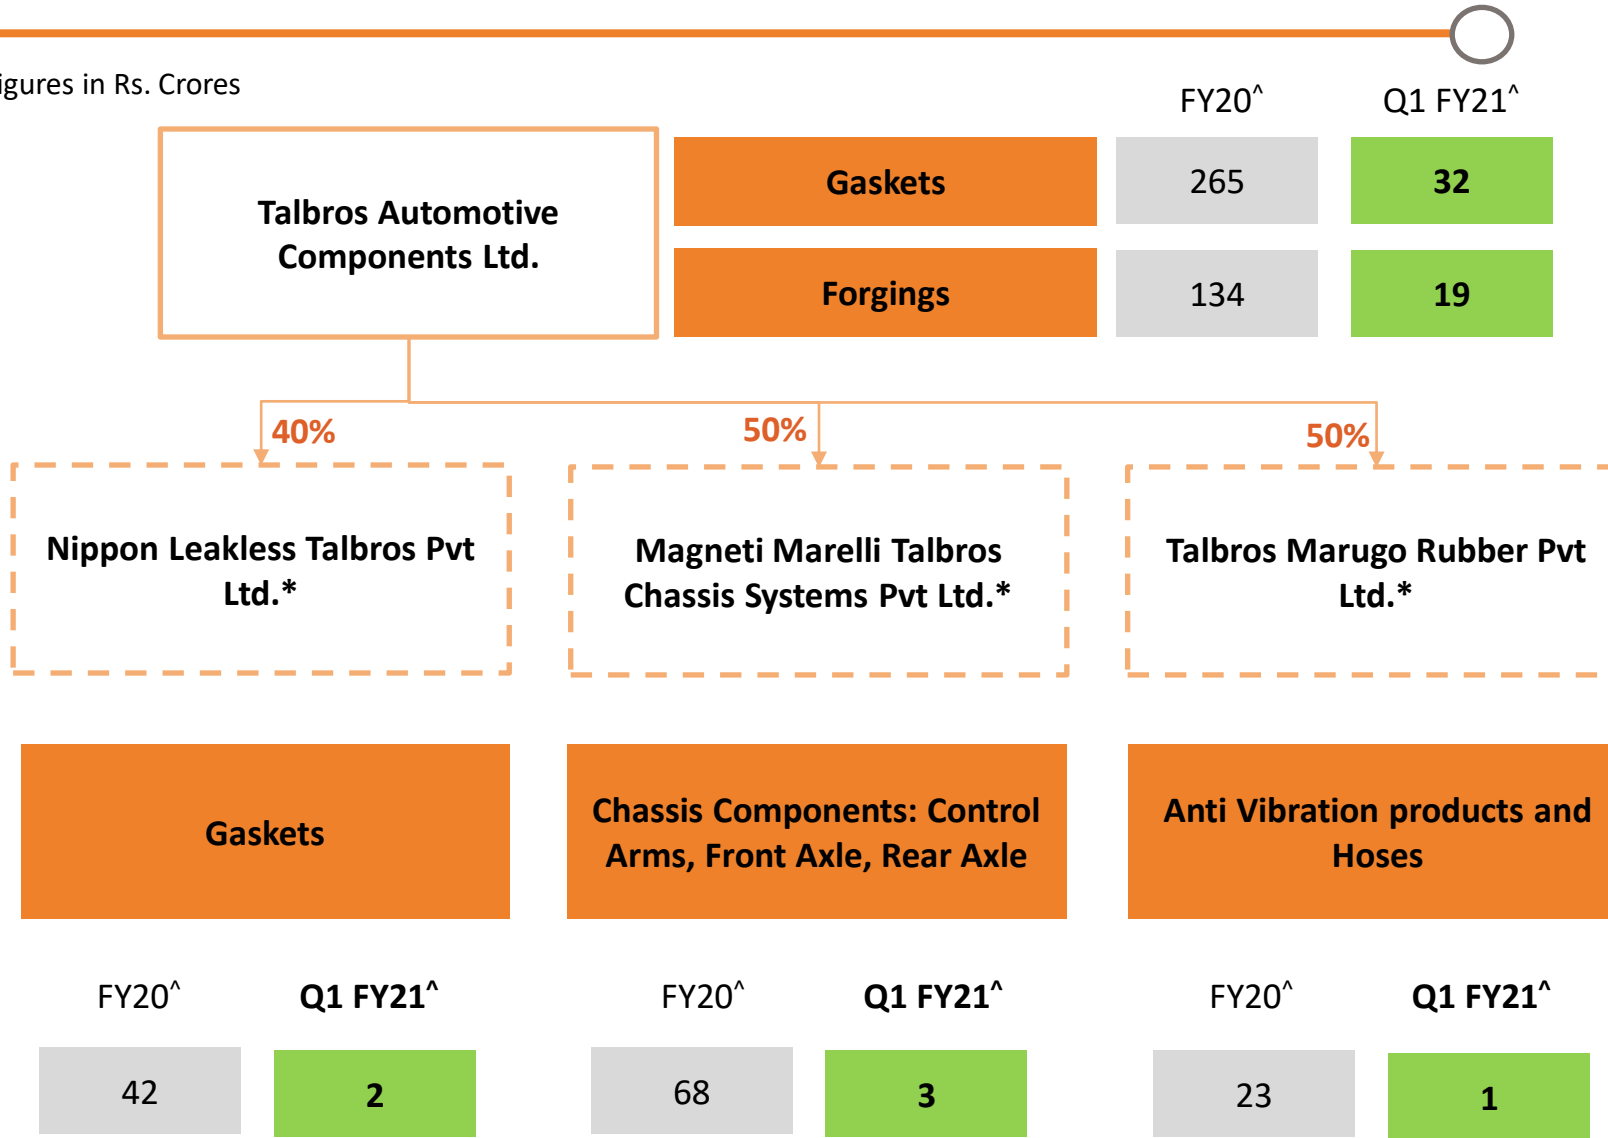 igures in Rs. Crores
FY20^ Q1 FY21^
Talbros Automotive
Components Ltd.
Gaskets 265 32
Forgings 134 19
40% 50% 50%
Nippon Leakless Talbros Pvt
Ltd.*
Magneti Marelli Talbros
Chassis Systems Pvt Ltd.*
Talbros Marugo Rubber Pvt
Ltd.*
Gaskets
Chassis Components: Control
Arms, Front Axle, Rear Axle
Anti Vibration products and
Hoses
FY20^ Q1 FY21^ FY20^ Q1 FY21^ FY20^ Q1 FY21^
42 2 68 3 23 1